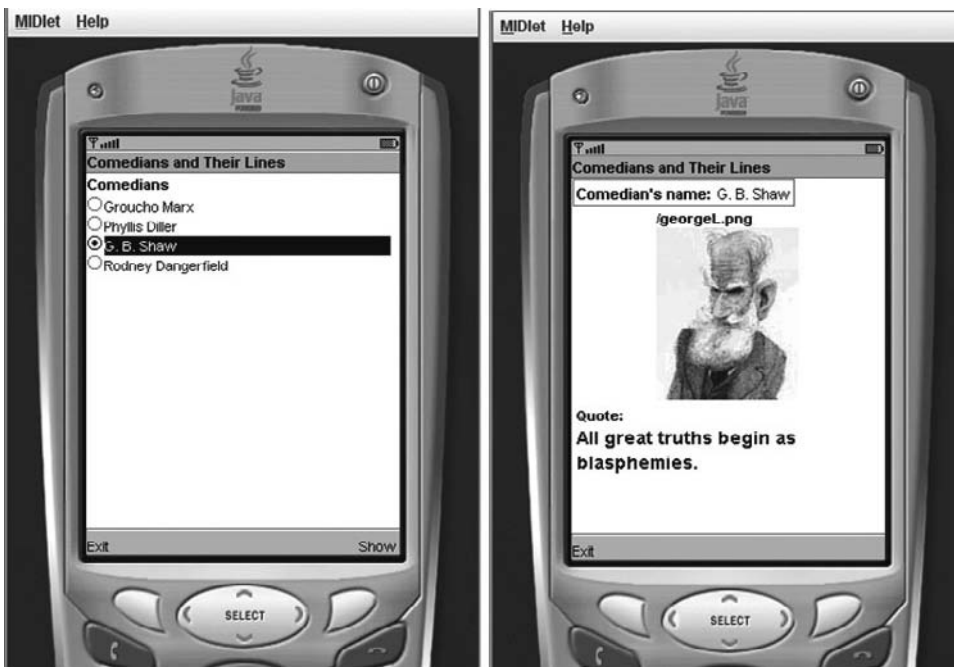 MIDlet Help
Java
POWERED
Comedians and Their Lines
Comedians
Groucho Marx
Phyllis Diller
G. B. Shaw
Rodney Dangerfield
Exit Show
SELECT
MIDlet Help
Java
POWERED
Comedians and Their Lines
Comedian's name: G. B. Shaw
/georgeL.png
Quote:
All great truths begin as
blasphemies.
Exit
SELECT